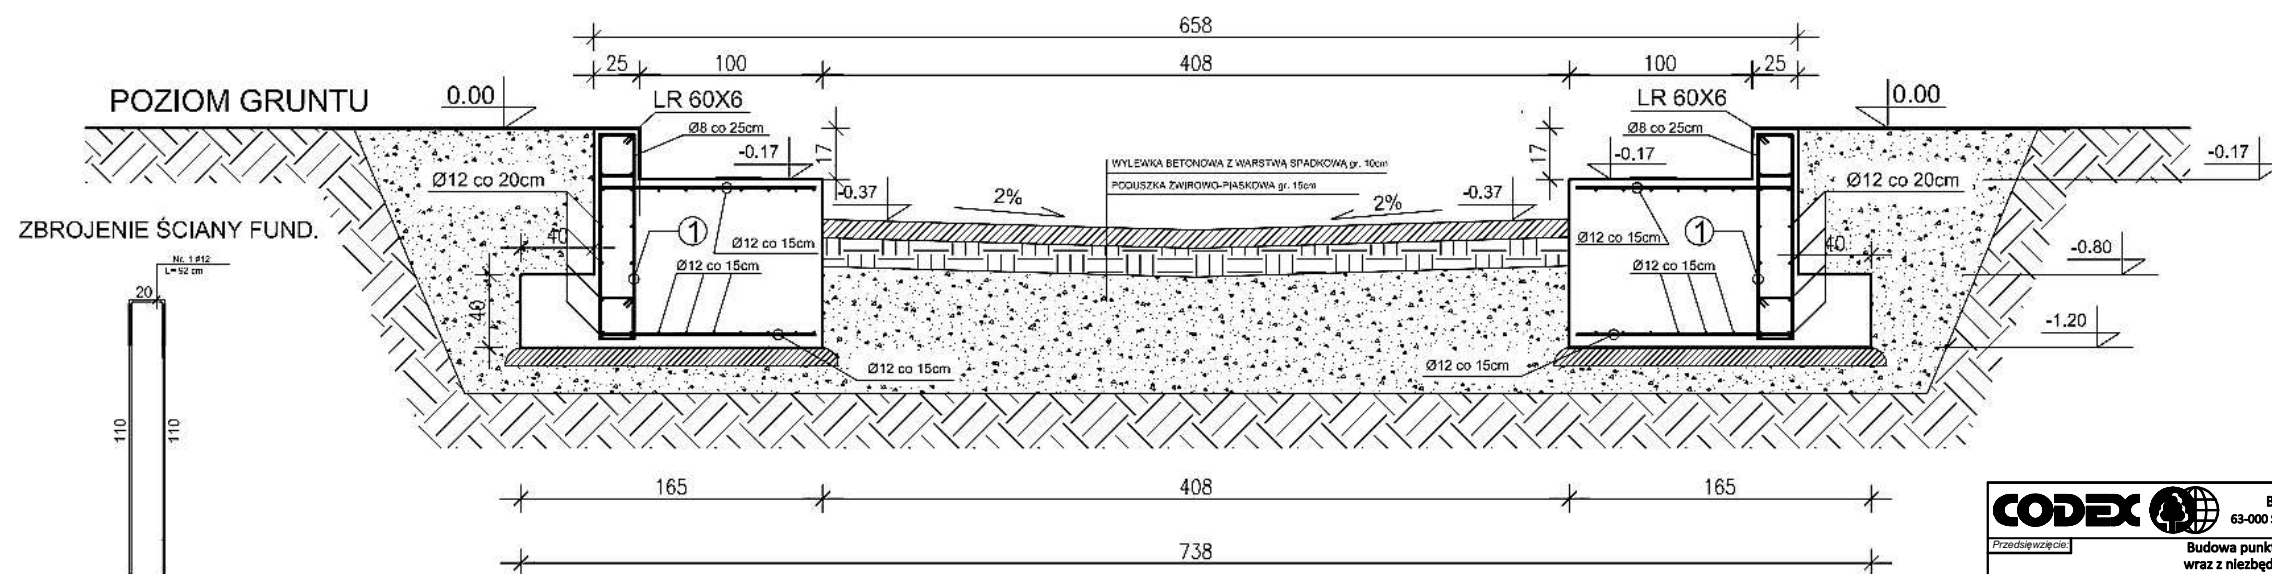 658
25 100 408 100 25
POZIOM GRUNTU 0.00 LR 60X6 LR 60X6 0.00
Ø8 co 25cm Ø8 co 25cm
-0.17 17 17 -0.17 -0.17
WYLEWKA BETONOWA Z WARSTWĄ SPADKOWĄ gr. 10cm
PODUSZKA ŻWIROWO-PIASKOWA gr. 15cm
Ø12 co 20cm -0.37 -0.37 Ø12 co 20cm
2% 2%
ZBROJENIE ŚCIANY FUND.
1 Ø12 co 15cm Ø12 co 15cm 1 40
Nr. 1 #12
L=92 cm
Ø12 co 15cm Ø12 co 15cm -0.80
20
40 -1.20
Ø12 co 15cm Ø12 co 15cm
110 110
165 408 165
738
CODEX
63-000
Przedsięwzięcie:
Budowa punk
wraz z niezbęd